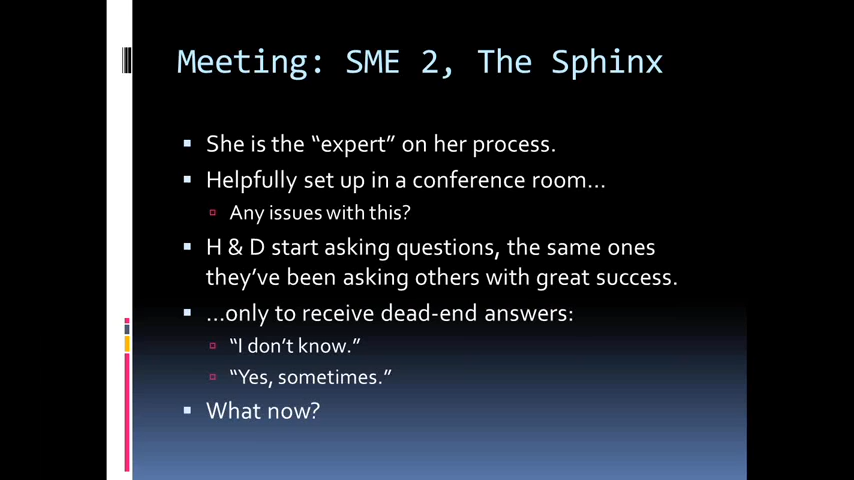 Meeting: SME 2, The Sphinx
She is the “expert” on her process.
Helpfully set up in a conference room…
Any issues with this?
H & D start asking questions, the same ones
they’ve been asking others with great success.
…only to receive dead-end answers:
“I don’t know.”
“Yes, sometimes.”
What now?